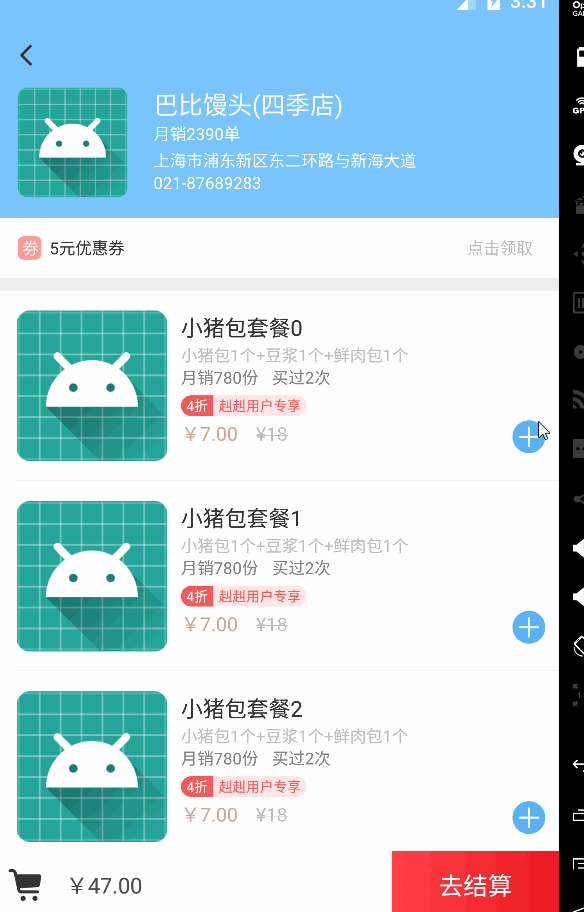 3:31
巴比馒头(四季店)
月销2390单
上海市浦东新区东二环路与新海大道
021-87689283
券 5元优惠券 点击领取
小猪包套餐0
小猪包1个+豆浆1个+鲜肉包1个
月销780份 买过2次
4折 赳赳用户专享
￥7.00 ¥18
小猪包套餐1
小猪包1个+豆浆1个+鲜肉包1个
月销780份 买过2次
4折 赳赳用户专享
￥7.00 ¥18
小猪包套餐2
小猪包1个+豆浆1个+鲜肉包1个
月销780份 买过2次
4折 赳赳用户专享
￥7.00 ¥18
￥47.00 去结算